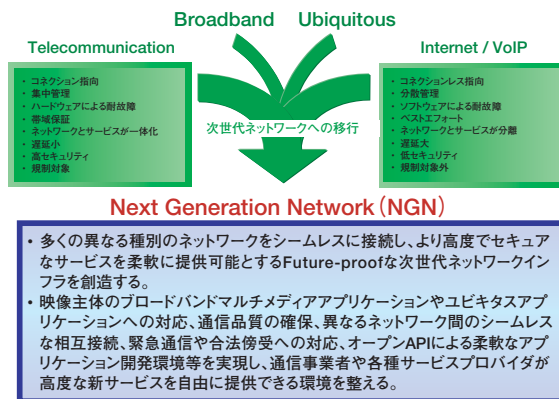 Broadband Ubiquitous
Telecommunication
Internet / VoIP
・ コネクション指向
・ 集中管理
・ ハードウェアによる耐故障
・ 帯域保証
・ ネットワークとサービスが一体化
・ 遅延小
・ 高セキュリティ
・ 規制対象
次世代ネットワークへの移行
・ コネクションレス指向
・ 分散管理
・ ソフトウェアによる耐故障
・ ベストエフォート
・ ネットワークとサービスが分離
・ 遅延大
・ 低セキュリティ
・ 規制対象外
Next Generation Network（NGN）
・多くの異なる種別のネットワークをシームレスに接続し、より高度でセキュア
なサービスを柔軟に提供可能とするFuture-proofな次世代ネットワークイン
フラを創造する。
・映像主体のブロードバンドマルチメディアアプリケーションやユビキタスアプ
リケーションへの対応、通信品質の確保、異なるネットワーク間のシームレス
な相互接続、緊急通信や合法傍受への対応、オープンAPIによる柔軟なアプ
リケーション開発環境等を実現し、通信事業者や各種サービスプロバイダが
高度な新サービスを自由に提供できる環境を整える。